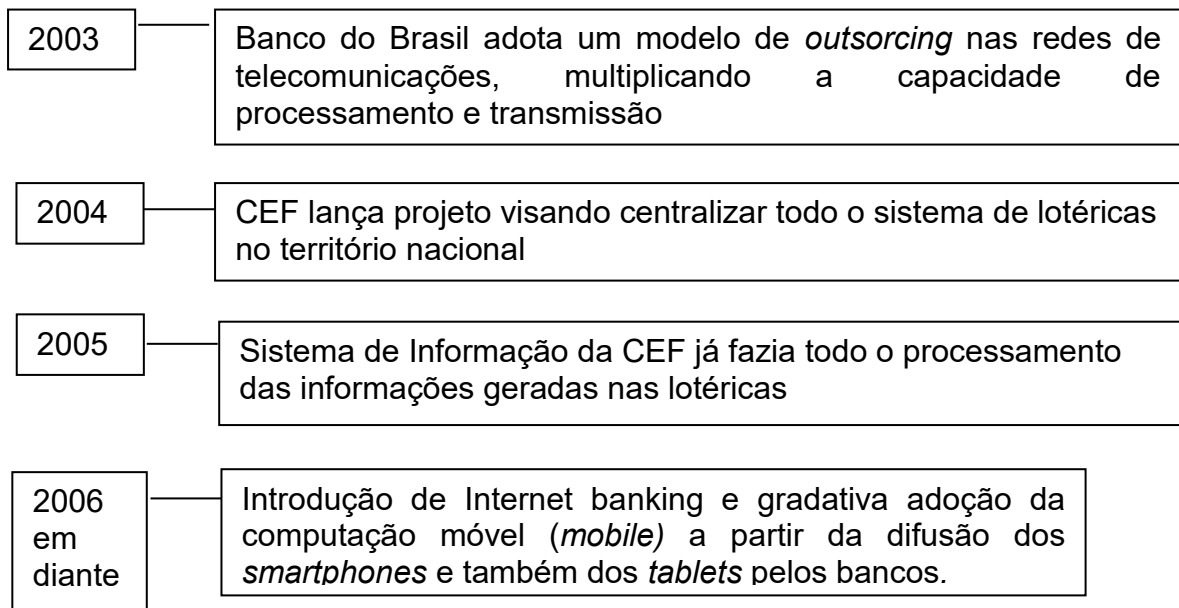 2003
Banco do Brasil adota um modelo de outsorcing nas redes de
telecomunicações, multiplicando a capacidade de
processamento e transmissão
2004
CEF lança projeto visando centralizar todo o sistema de lotéricas
no território nacional
2005
Sistema de Informação da CEF já fazia todo o processamento
das informações geradas nas lotéricas
2006
em
diante
Introdução de Internet banking e gradativa adoção da
computação móvel (mobile) a partir da difusão dos
smartphones e também dos tablets pelos bancos.